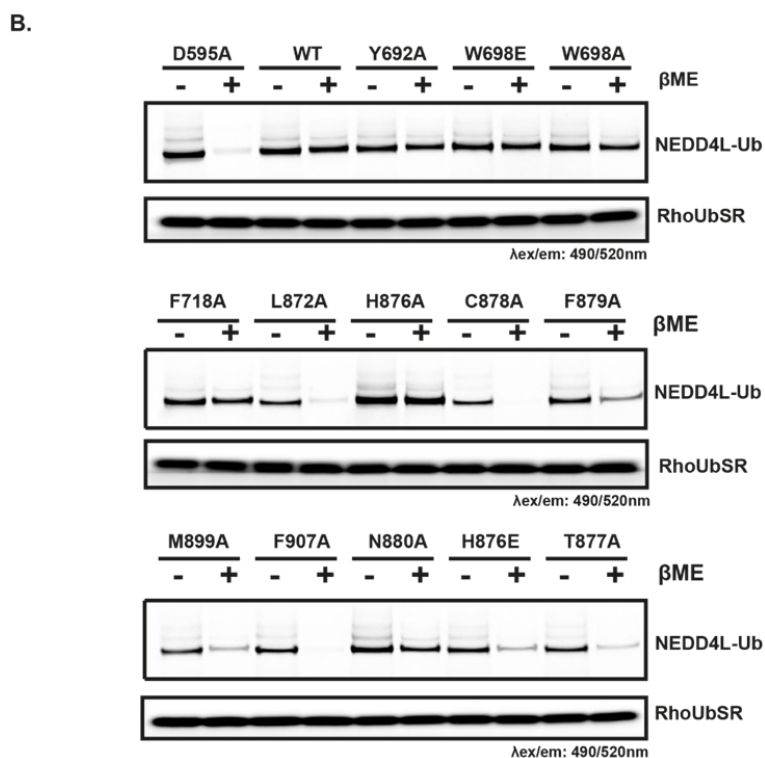 B.
D595A WT Y692A W698E W698A
- + - + - + - + - + βME
NEDD4L-Ub
RhoUbSR
λex/em: 490/520nm
F718A L872A H876A C878A F879A
- + - + - + - + - + βME
NEDD4L-Ub
RhoUbSR
λex/em: 490/520nm
M899A F907A N880A H876E T877A
- + - + - + - + - + βME
NEDD4L-Ub
RhoUbSR
λex/em: 490/520nm